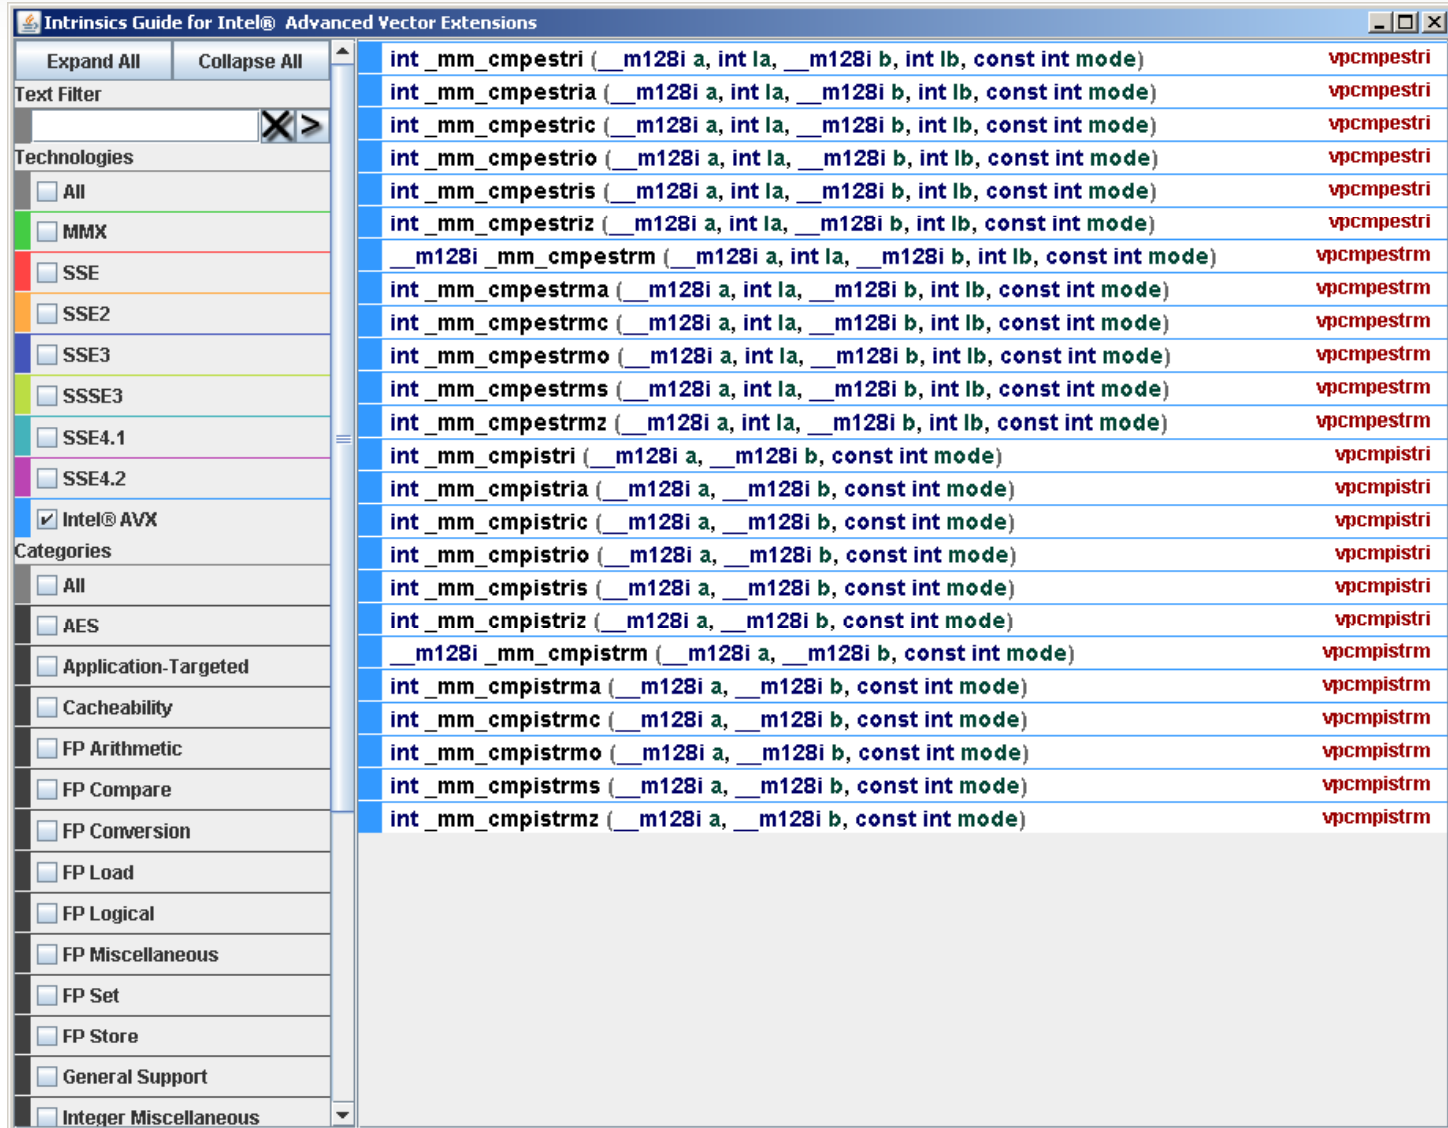 Intrinsics Guide for Intel® Advanced Vector Extensions
Expand All Collapse All
Text Filter
Technologies
All
MMX
SSE
SSE2
SSE3
SSSE3
SSE4.1
SSE4.2
Intel® AVX
Categories
All
AES
Application-Targeted
Cacheability
FP Arithmetic
FP Compare
FP Conversion
FP Load
FP Logical
FP Miscellaneous
FP Set
FP Store
General Support
Integer Miscellaneous
int _mm_cmpestri (__m128i a, int la, __m128i b, int lb, const int mode) vpcmpestri
int _mm_cmpestria (__m128i a, int la, __m128i b, int lb, const int mode) vpcmpestri
int _mm_cmpestric (__m128i a, int la, __m128i b, int lb, const int mode) vpcmpestri
int _mm_cmpestrio (__m128i a, int la, __m128i b, int lb, const int mode) vpcmpestri
int _mm_cmpestris (__m128i a, int la, __m128i b, int lb, const int mode) vpcmpestri
int _mm_cmpestriz (__m128i a, int la, __m128i b, int lb, const int mode) vpcmpestri
__m128i _mm_cmpestrm (__m128i a, int la, __m128i b, int lb, const int mode) vpcmpestrm
int _mm_cmpestrma (__m128i a, int la, __m128i b, int lb, const int mode) vpcmpestrm
int _mm_cmpestrmc (__m128i a, int la, __m128i b, int lb, const int mode) vpcmpestrm
int _mm_cmpestrmo (__m128i a, int la, __m128i b, int lb, const int mode) vpcmpestrm
int _mm_cmpestrms (__m128i a, int la, __m128i b, int lb, const int mode) vpcmpestrm
int _mm_cmpestrmz (__m128i a, int la, __m128i b, int lb, const int mode) vpcmpestrm
int _mm_cmpistri (__m128i a, __m128i b, const int mode) vpcmpistri
int _mm_cmpistria (__m128i a, __m128i b, const int mode) vpcmpistri
int _mm_cmpistric (__m128i a, __m128i b, const int mode) vpcmpistri
int _mm_cmpistrio (__m128i a, __m128i b, const int mode) vpcmpistri
int _mm_cmpistris (__m128i a, __m128i b, const int mode) vpcmpistri
int _mm_cmpistriz (__m128i a, __m128i b, const int mode) vpcmpistri
__m128i _mm_cmpistrm (__m128i a, __m128i b, const int mode) vpcmpistrm
int _mm_cmpistrma (__m128i a, __m128i b, const int mode) vpcmpistrm
int _mm_cmpistrmc (__m128i a, __m128i b, const int mode) vpcmpistrm
int _mm_cmpistrmo (__m128i a, __m128i b, const int mode) vpcmpistrm
int _mm_cmpistrms (__m128i a, __m128i b, const int mode) vpcmpistrm
int _mm_cmpistrmz (__m128i a, __m128i b, const int mode) vpcmpistrm